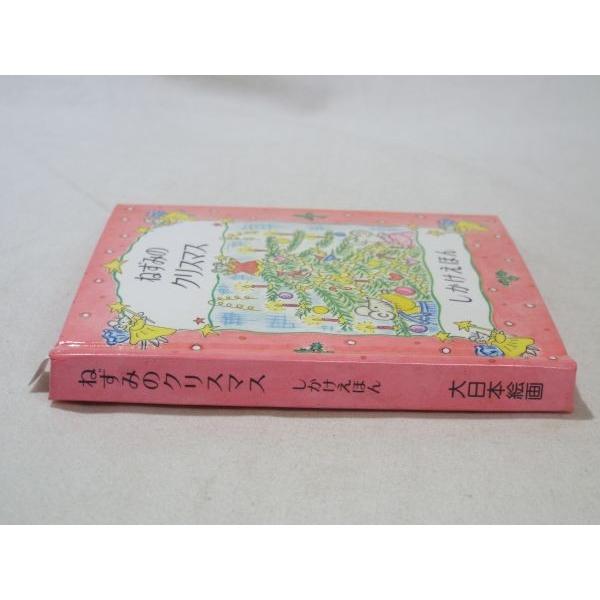 ねずみの
クリスマス
しかけえほん
ねずみのクリスマス しかけえほん 大日本絵画